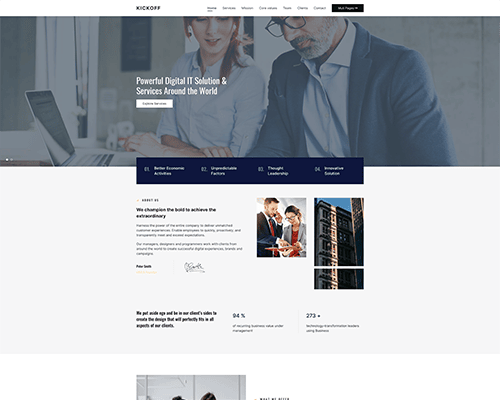 KICKOFF
Home Services Mission Core values Team Clients Contact Multi Pages
Powerful Digital IT Solution &
Services Around the World
Explore Services
01. Better Economic
Activities
02. Unpredictable
Factors
03. Thought
Leadership
04. Innovative
Solution
ABOUT US
We champion the bold to achieve the
extraordinary
Harness the power of the entire company to deliver unmatched
customer experiences. Enable employees to quickly, proactively, and
transparently meet and exceed expectations.
Our managers, designers and programmers work with clients from
around the world to create successful digital experiences, brands and
campaigns.
Peter Smith
We put aside ego and be in our client's sides to
create the design that will perfectly fits in all
aspects of our clients.
94 %
of recurring business value under
management
273 +
technology-transformation leaders
using Business
WHAT WE OFFER